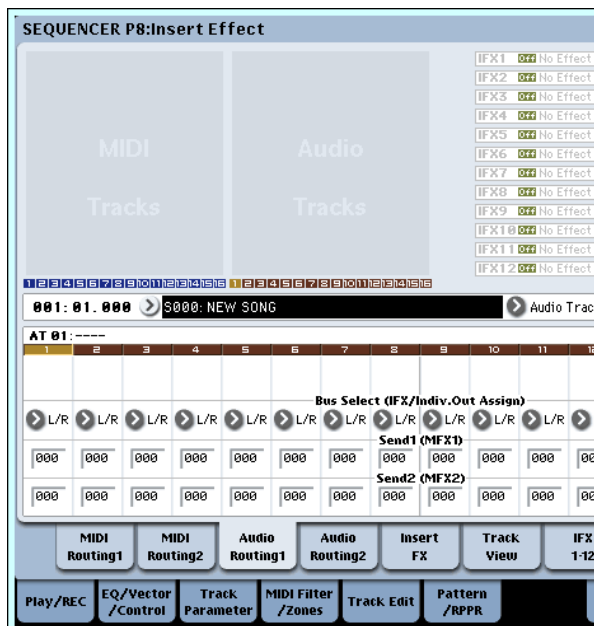 SEQUENCER P8:Insert Effect
IFX1 Off No Effect
IFX2 Off No Effect
IFX3 Off No Effect
IFX4 Off No Effect
IFX5 Off No Effect
IFX6 Off No Effect
IFX7 Off No Effect
IFX8 Off No Effect
IFX9 Off No Effect
IFX10 Off No Effect
IFX11 Off No Effect
IFX12 Off No Effect
MIDI Tracks
Audio Tracks
1 2 3 4 5 6 7 8 9 10 11 12 13 14 15 16 1 2 3 4 5 6 7 8 9 10 11 12 13 14 15 16
001:01.000 S000: NEW SONG Audio Trac
AT 01:----
1 2 3 4 5 6 7 8 9 10 11 12
Bus Select (IFX/Indiv.Out Assign)
L/R L/R L/R L/R L/R L/R L/R L/R L/R L/R L/R
Send1 (MFX1)
000 000 000 000 000 000 000 000 000 000 000 00
Send2 (MFX2)
000 000 000 000 000 000 000 000 000 000 000 00
MIDI Routing1
MIDI Routing2
Audio Routing1
Audio Routing2
Insert FX
Track View
IFX 1-12
Play/REC
EQ/Vector /Control
Track Parameter
MIDI Filter /Zones
Track Edit
Pattern /RPPR